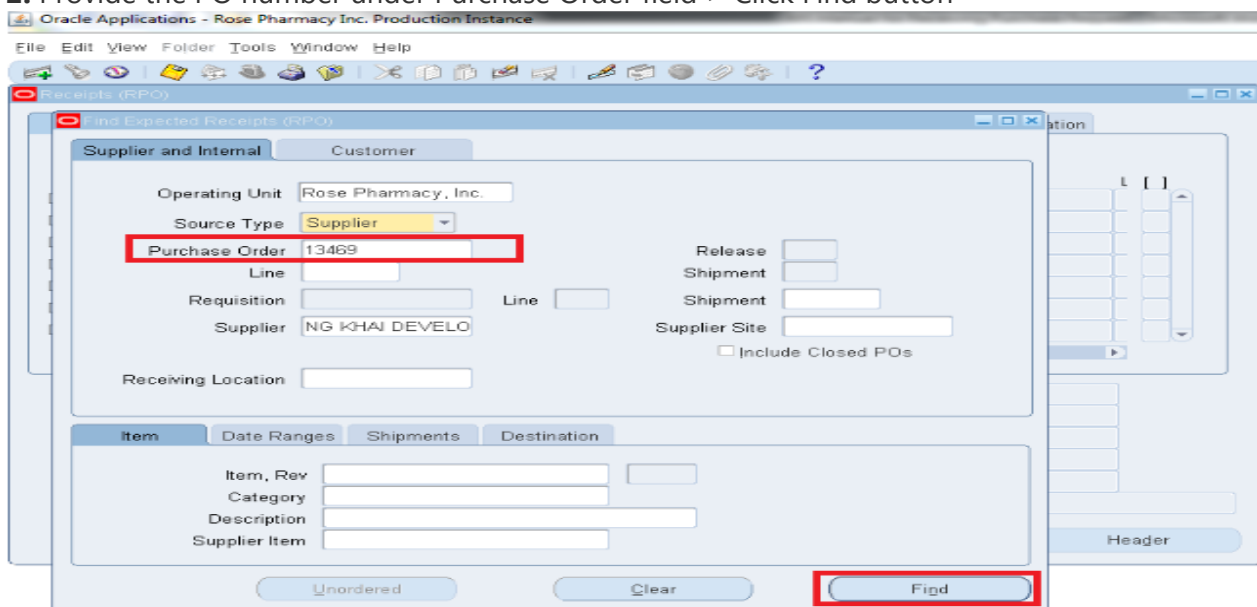 2. Provide the PO number under Purchase Order field > Click Find button
Oracle Applications - Rose Pharmacy Inc. Production Instance
File Edit View Folder Tools Window Help
Receipts (RPO)
Find Expected Receipts (RPO)
ation
Supplier and Internal Customer
L [ ]
Operating Unit Rose Pharmacy, Inc.
Source Type Supplier
Purchase Order 13469 Release
Line Shipment
Requisition Line Shipment
Supplier NG KHAI DEVELO Supplier Site
Include Closed POs
Receiving Location
Item Date Ranges Shipments Destination
Item, Rev
Category
Description
Supplier Item
Header
Unordered Clear Find